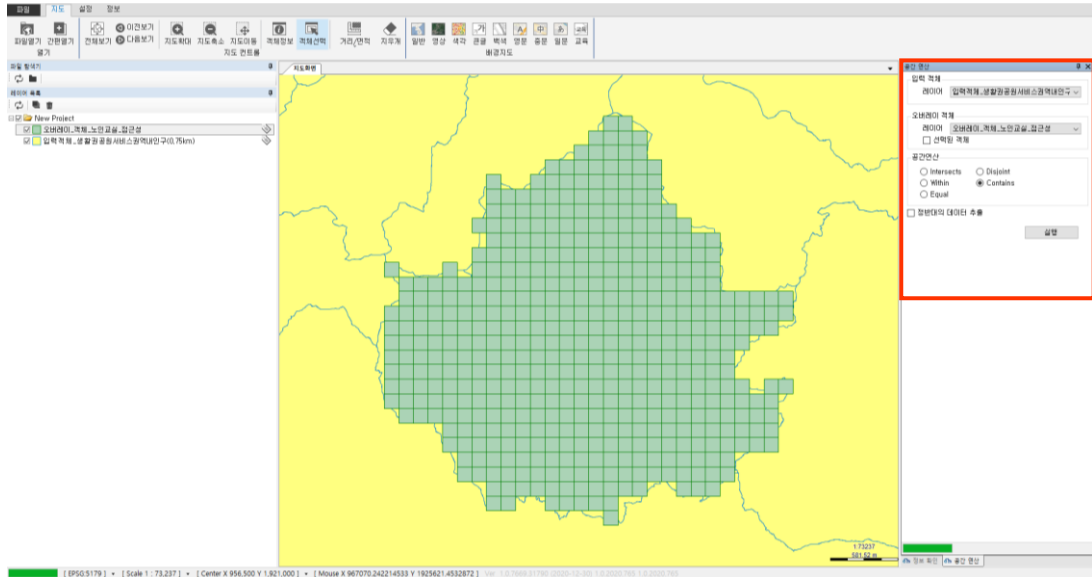 파일 지도 설정 정보
파일열기 간편열기 전체보기 이전보기 다음보기 지도확대 지도축소 지도이동 객체정보 객체선택 거리/면적 지우개 일반 영상 색각 큰글 백색 영문 중문 일문 교육
열기 지도 컨트롤 배경지도
파일 탐색기
레이어 목록
New Project
오버레이_객체_노인교실_접근성
입력객체_생활권공원서비스권역내인구(0,75km)
지도화면
공간 연산
입력 객체
레이어 입력객체_생활권공원서비스권역내인구
오버레이 객체
레이어 오버레이_객체_노인교실_접근성
선택된 객체
공간연산
Intersects Disjoint
Within Contains
Equal
정반대의 데이터 추출
실행
1:73237
581.52 m
정보 확인 공간 연산
[ EPSG:5179 ] [ Scale 1 : 73,237 ] [ Center X 956,500 Y 1,921,000 ] [ Mouse X 967070.242214533 Y 1925621.4532872 ]